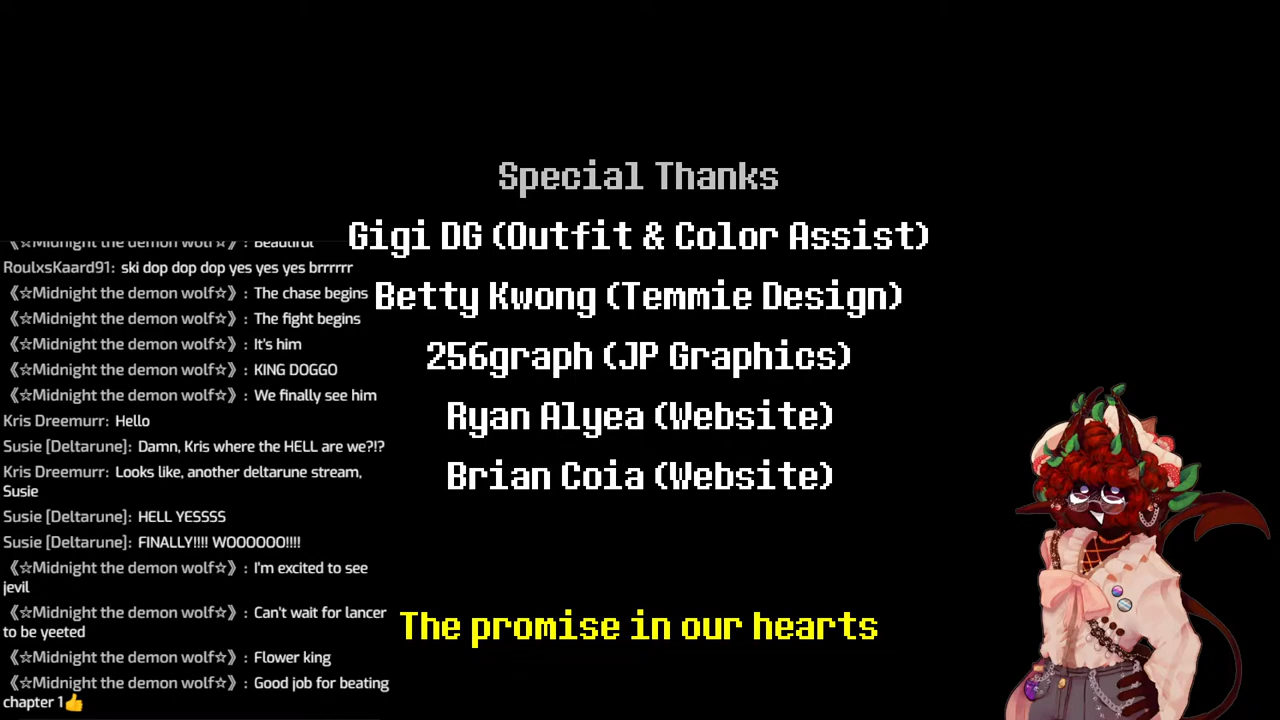 Special Thanks
Gigi DG (Outfit & Color Assist)
Betty Kwong (Temmie Design)
256graph (JP Graphics)
Ryan Alyea (Website)
Brian Coia (Website)
The promise in our hearts
《☆Midnight the demon wolf☆》: Beautiful
RoulxsKaard91: ski dop dop dop yes yes yes brrrrrr
《☆Midnight the demon wolf☆》: The chase begins
《☆Midnight the demon wolf☆》: The fight begins
《☆Midnight the demon wolf☆》: It's him
《☆Midnight the demon wolf☆》: KING DOGGO
《☆Midnight the demon wolf☆》: We finally see him
Kris Dreemurr: Hello
Susie [Deltarune]: Damn, Kris where the HELL are we?!?
Kris Dreemurr: Looks like, another deltarune stream,
Susie
Susie [Deltarune]: HELL YESSSS
Susie [Deltarune]: FINALLY!!!! WOOOOOO!!!!
《☆Midnight the demon wolf☆》: I'm excited to see
jevil
《☆Midnight the demon wolf☆》: Can't wait for lancer
to be yeeted
《☆Midnight the demon wolf☆》: Flower king
《☆Midnight the demon wolf☆》: Good job for beating
chapter 1👍